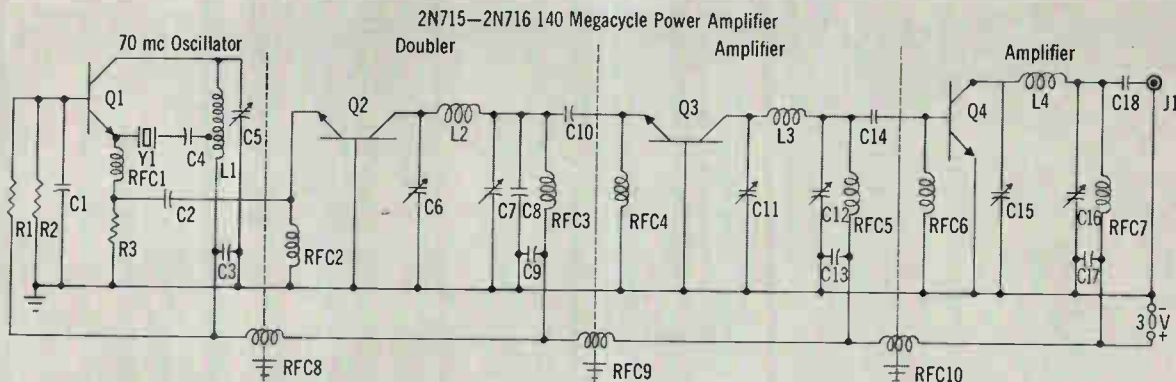 2N715—2N716 140 Megacycle Power Amplifier
70 mc Oscillator
Doubler
Amplifier
Amplifier
Q1
Q2
Q3
Q4
J1
Y1
C4
C5
L1
L2
L3
L4
C10
C14
C18
RFC1
R1
R2
C1
R3
C2
C3
RFC2
C6
C7
C8
C9
RFC3
RFC4
C11
C12
C13
RFC5
RFC6
C15
C16
C17
RFC7
RFC8
RFC9
RFC10
−
30V
+